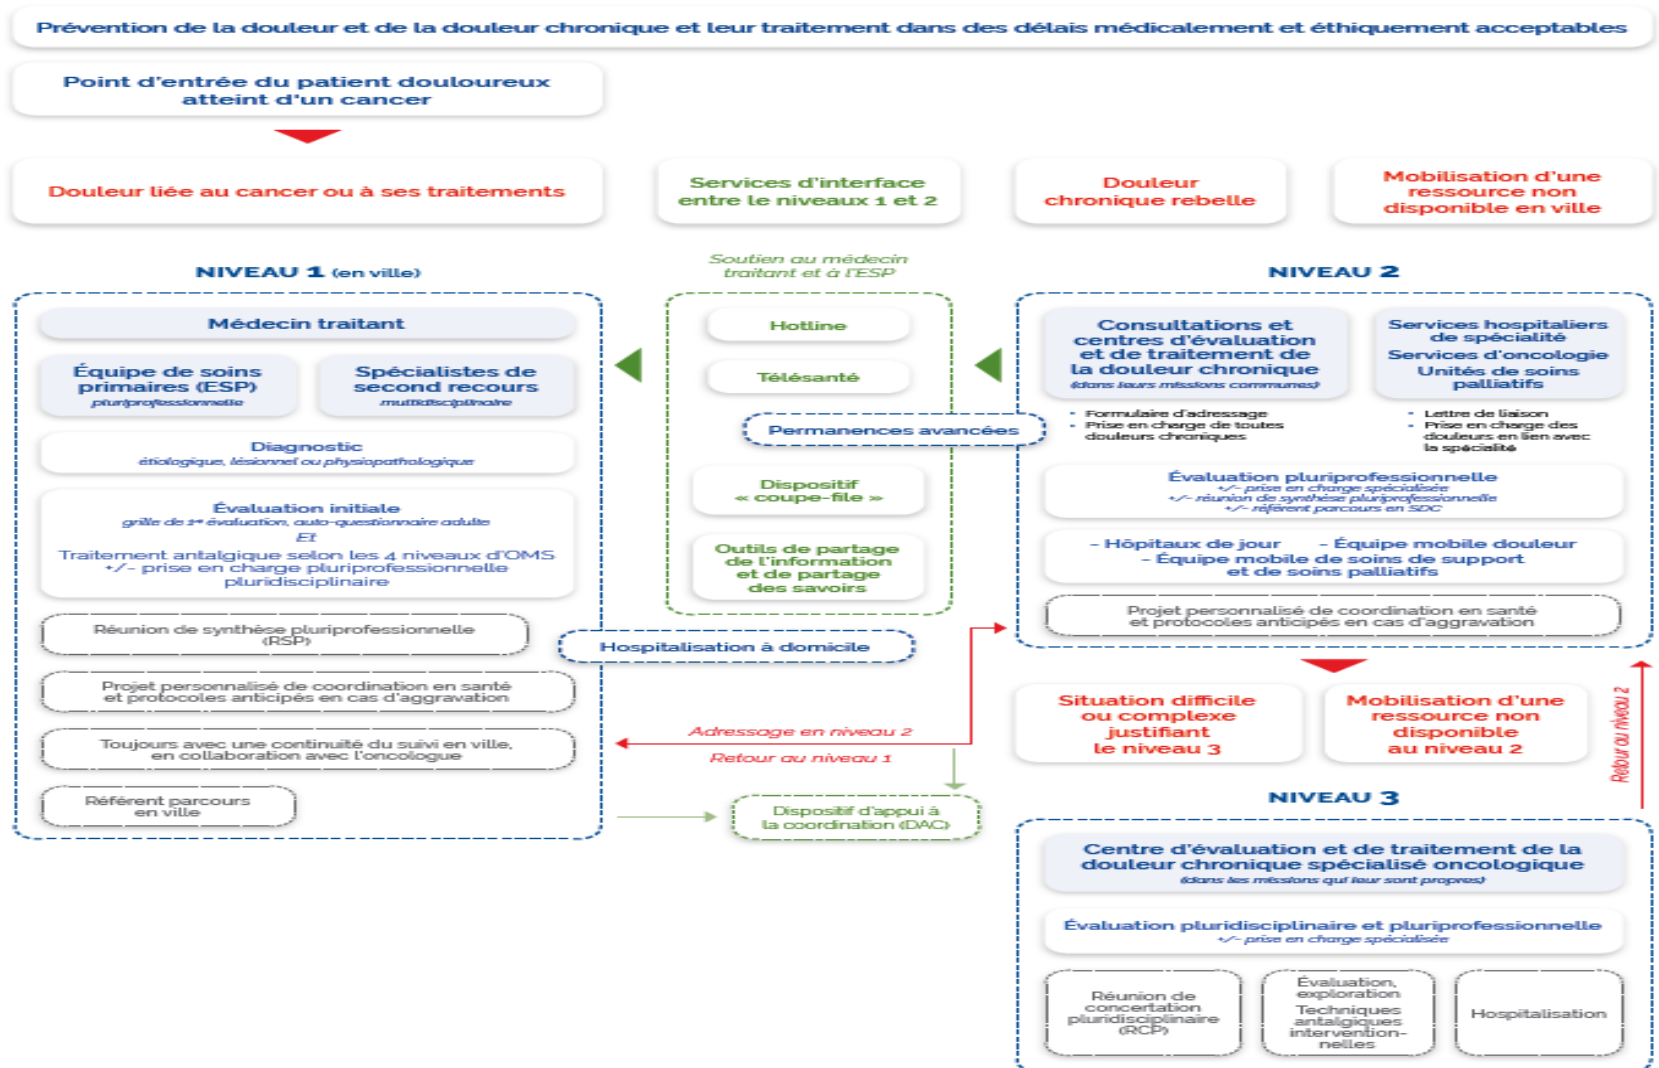 Prévention de la douleur et de la douleur chronique et leur traitement dans des délais médicalement et éthiquement acceptables
Point d'entrée du patient douloureux
atteint d'un cancer
Douleur liée au cancer ou à ses traitements
Services d'interface
entre le niveaux 1 et 2
Douleur
chronique rebelle
Mobilisation d'une
ressource non
disponible en ville
NIVEAU 1 (en ville)
Médecin traitant
Équipe de soins
primaires (ESP)
pluriprofessionnelle
Spécialistes de
second recours
multidisciplinaire
Diagnostic
étiologique, lésionnel ou physiopathologique
Évaluation initiale
grille de 1re évaluation, auto-questionnaire adulte
Et
Traitement antalgique selon les 4 niveaux d'OMS
+/- prise en charge pluriprofessionnelle
pluridisciplinaire
Réunion de synthèse pluriprofessionnelle
(RSP)
Projet personnalisé de coordination en santé
et protocoles anticipés en cas d'aggravation
Toujours avec une continuité du suivi en ville,
en collaboration avec l'oncologue
Référent parcours
en ville
Soutien au médecin
traitant et à l'ESP
Hotline
Télésanté
Permanences avancées
Dispositif
« coupe-file »
Outils de partage
de l'information
et de partage
des savoirs
Hospitalisation à domicile
Adressage en niveau 2
Retour au niveau 1
Dispositif d'appui à
la coordination (DAC)
NIVEAU 2
Consultations et
centres d'évaluation
et de traitement de
la douleur chronique
(dans leurs missions communes)
• Formulaire d'adressage
• Prise en charge de toutes
douleurs chroniques
Services hospitaliers
de spécialité
Services d'oncologie
Unités de soins
palliatifs
• Lettre de liaison
• Prise en charge des
douleurs en lien avec
la spécialité
Évaluation pluriprofessionnelle
+/- prise en charge spécialisée
+/- réunion de synthèse pluriprofessionnelle
+/- référent parcours en SDC
- Hôpitaux de jour - Équipe mobile douleur
- Équipe mobile de soins de support
et de soins palliatifs
Projet personnalisé de coordination en santé
et protocoles anticipés en cas d'aggravation
Situation difficile
ou complexe
justifiant
le niveau 3
Mobilisation d'une
ressource non
disponible
au niveau 2
Retour au niveau 2
NIVEAU 3
Centre d'évaluation et de traitement de la
douleur chronique spécialisé oncologique
(dans les missions qui leur sont propres)
Évaluation pluridisciplinaire et pluriprofessionnelle
+/- prise en charge spécialisée
Réunion de
concertation
pluridisciplinaire
(RCP)
Évaluation,
exploration
Techniques
antalgiques
intervention-
nelles
Hospitalisation